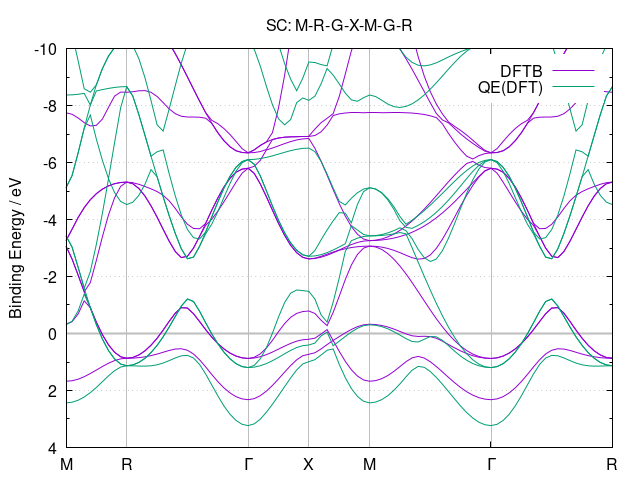 SC: M-R-G-X-M-G-R
-10
DFTB
QE(DFT)
-8
-6
-4
-2
0
2
4
Binding Energy / eV
M R Γ X M Γ R